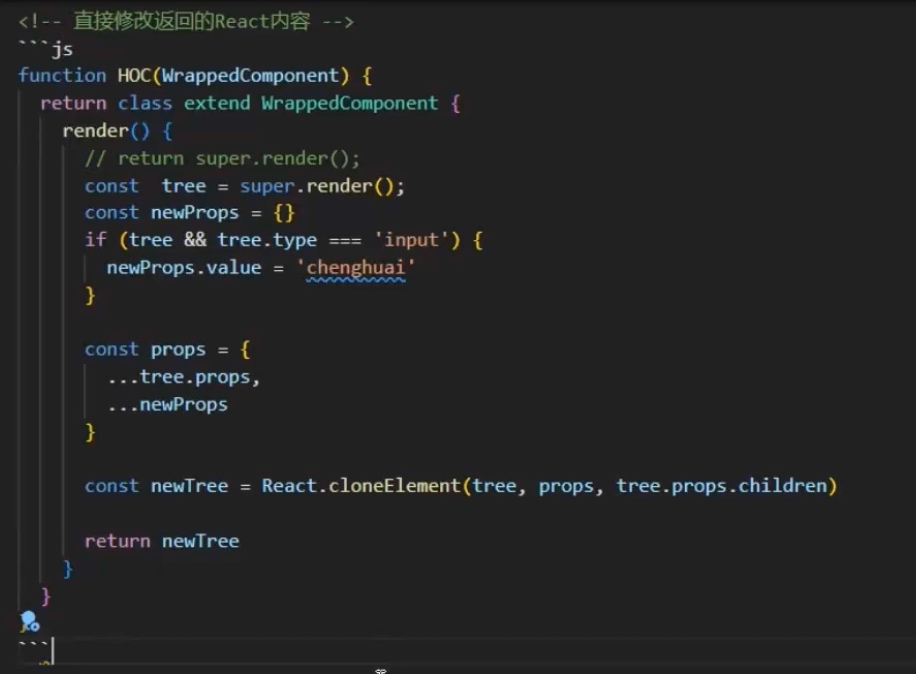 <!-- 直接修改返回的React内容 -->
```js
function HOC(WrappedComponent) {
  return class extend WrappedComponent {
    render() {
      // return super.render();
      const  tree = super.render();
      const newProps = {}
      if (tree && tree.type === 'input') {
        newProps.value = 'chenghuai'
      }

      const props = {
        ...tree.props,
        ...newProps
      }

      const newTree = React.cloneElement(tree, props, tree.props.children)

      return newTree
    }
  }
```